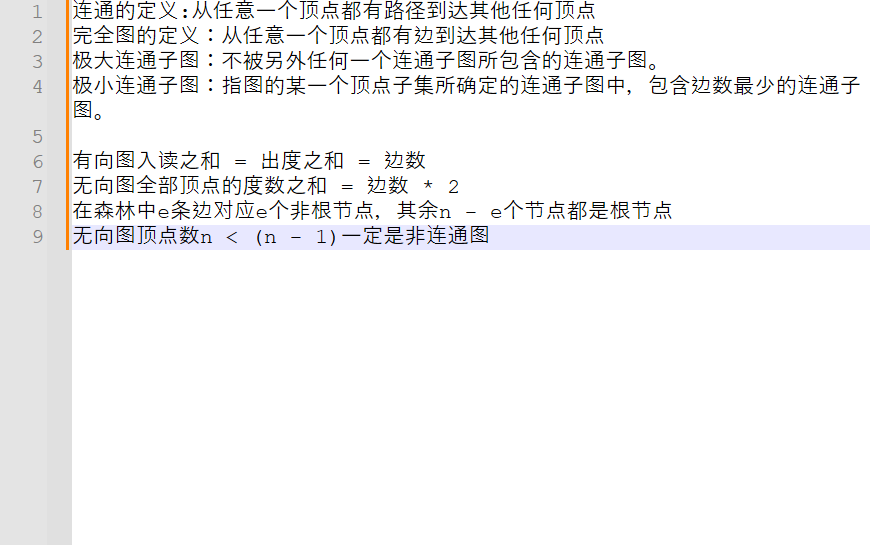 1 连通的定义:从任意一个顶点都有路径到达其他任何顶点
2 完全图的定义：从任意一个顶点都有边到达其他任何顶点
3 极大连通子图：不被另外任何一个连通子图所包含的连通子图。
4 极小连通子图：指图的某一个顶点子集所确定的连通子图中，包含边数最少的连通子
图。
5
6 有向图入读之和 = 出度之和 = 边数
7 无向图全部顶点的度数之和 = 边数 * 2
8 在森林中e条边对应e个非根节点，其余n - e个节点都是根节点
9 无向图顶点数n < (n - 1)一定是非连通图